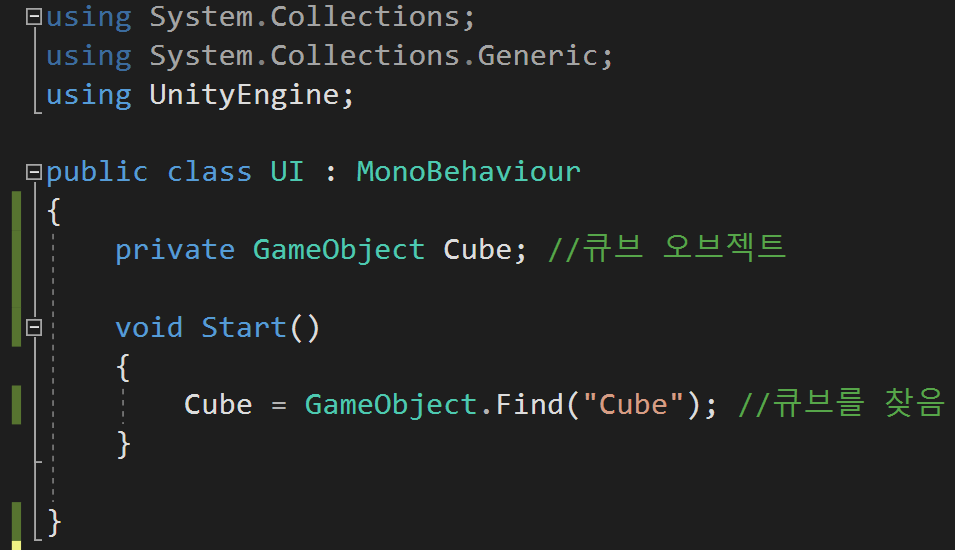 using System.Collections;
using System.Collections.Generic;
using UnityEngine;
public class UI : MonoBehaviour
{
private GameObject Cube; //큐브 오브젝트
void Start()
{
Cube = GameObject.Find("Cube"); //큐브를 찾음
}
}